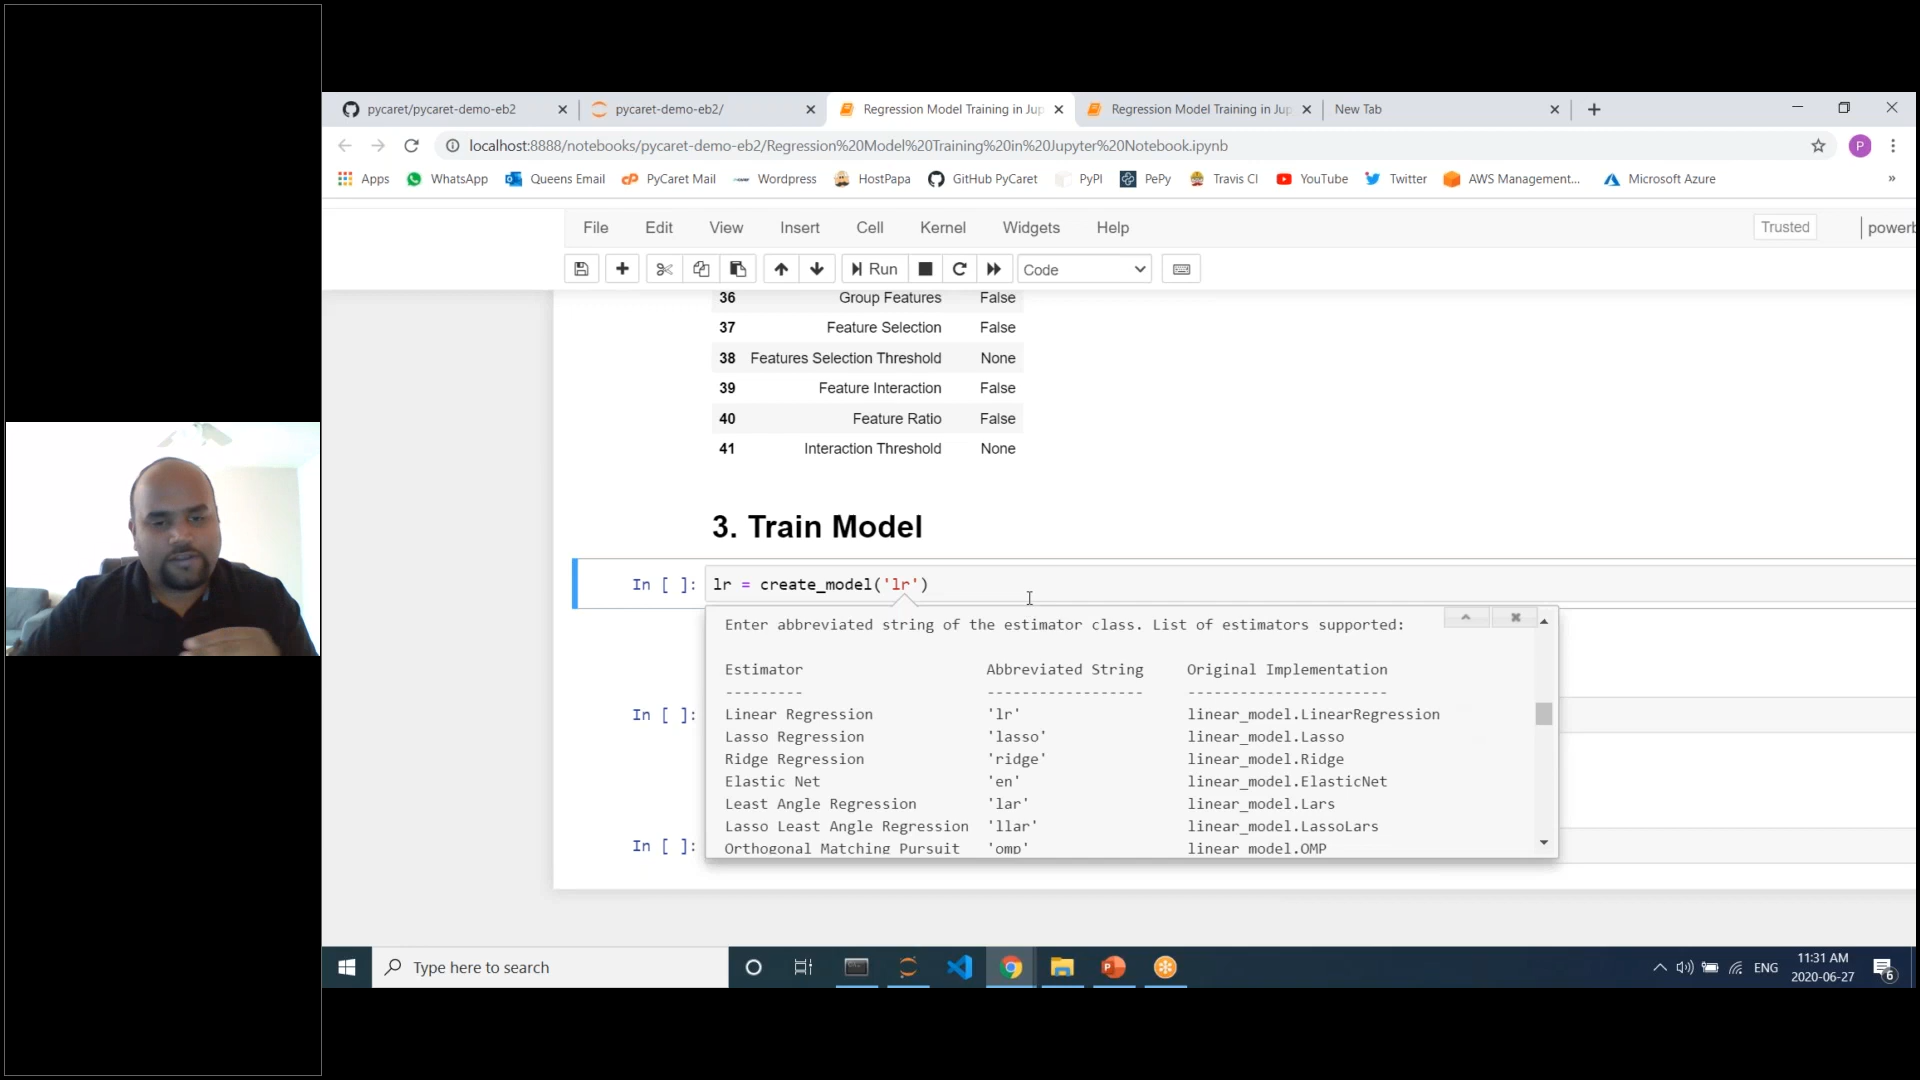 pycaret/pycaret-demo-eb2
pycaret-demo-eb2/
Regression Model Training in Jup
Regression Model Training in Jup
New Tab
localhost:8888/notebooks/pycaret-demo-eb2/Regression%20Model%20Training%20in%20Jupyter%20Notebook.ipynb
P
Apps WhatsApp Queens Email PyCaret Mail Wordpress HostPapa GitHub PyCaret PyPI PePy Travis CI YouTube Twitter AWS Management... Microsoft Azure »
File Edit View Insert Cell Kernel Widgets Help Trusted powerb
Run Code
36 Group Features False
37 Feature Selection False
38 Features Selection Threshold None
39 Feature Interaction False
40 Feature Ratio False
41 Interaction Threshold None
3. Train Model
In [ ]: lr = create_model('lr')
Enter abbreviated string of the estimator class. List of estimators supported:
Estimator Abbreviated String Original Implementation
--------- ------------------ -----------------------
Linear Regression 'lr' linear_model.LinearRegression
Lasso Regression 'lasso' linear_model.Lasso
Ridge Regression 'ridge' linear_model.Ridge
Elastic Net 'en' linear_model.ElasticNet
Least Angle Regression 'lar' linear_model.Lars
Lasso Least Angle Regression 'llar' linear_model.LassoLars
Orthogonal Matching Pursuit 'omp' linear_model.OMP
In [ ]:
In [ ]:
Type here to search
ENG
11:31 AM
2020-06-27
6